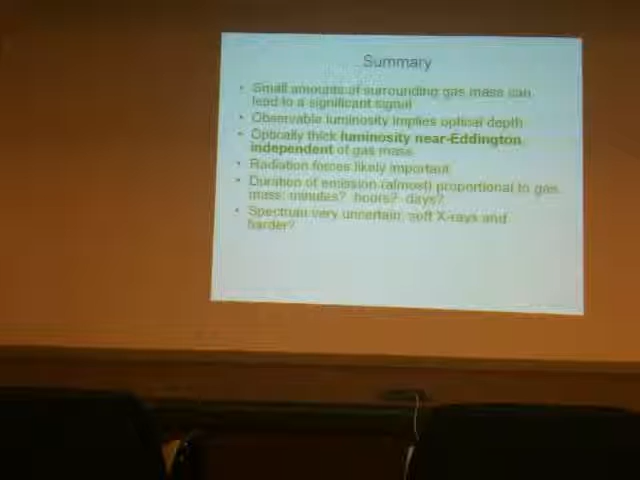 Summary
• Small amounts of surrounding gas mass can
lead to a significant signal
• Observable luminosity implies optical depth
• Optically thick luminosity near-Eddington,
independent of gas mass
• Radiation forces likely important
• Duration of emission (almost) proportional to gas
mass: minutes? hours? days?
• Spectrum very uncertain: soft X-rays and
harder?